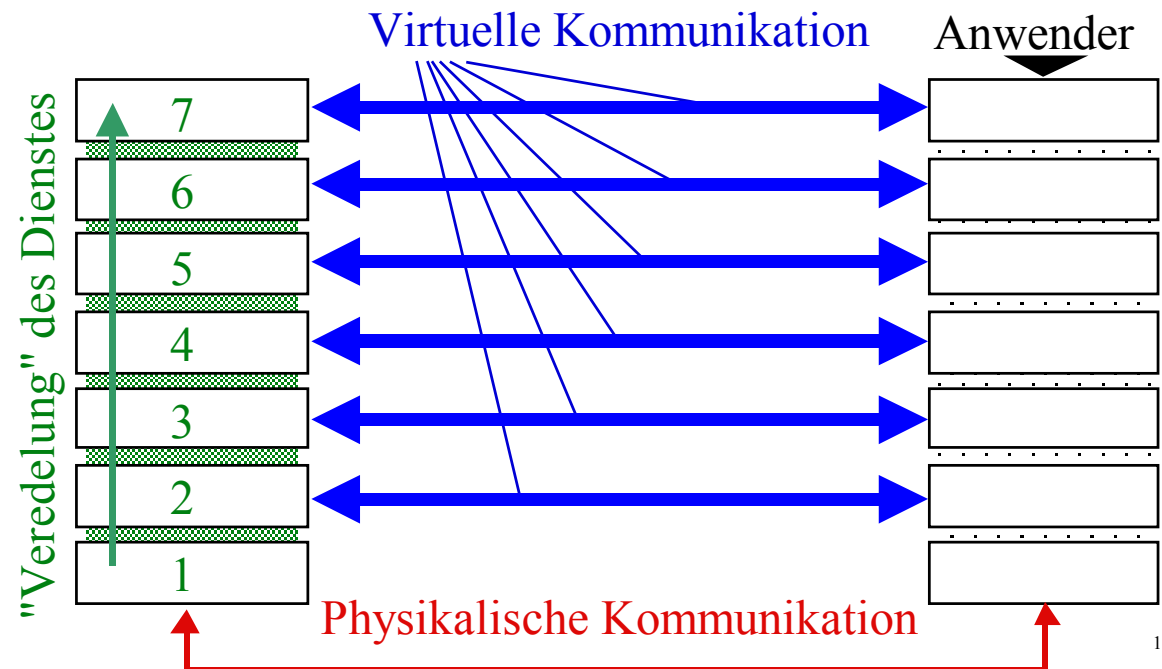 Virtuelle Kommunikation
Anwender
"Veredelung" des Dienstes
7
6
5
4
3
2
1
Physikalische Kommunikation
1